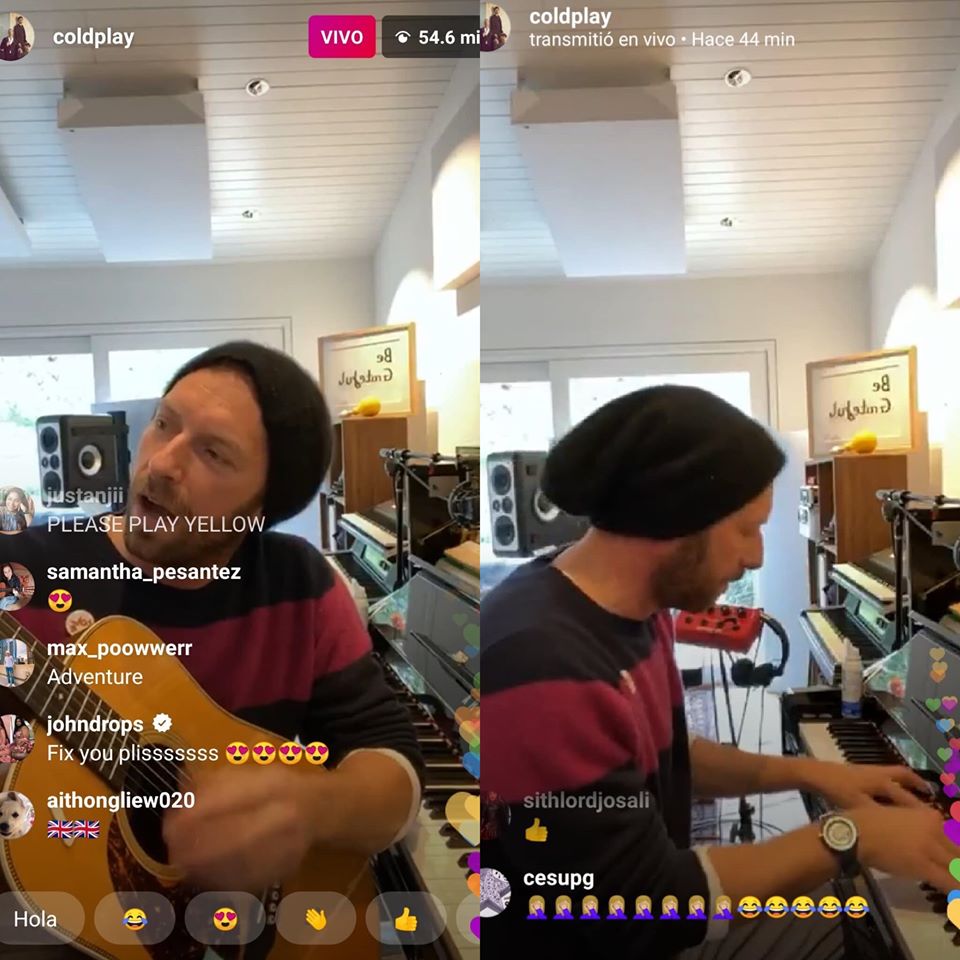 coldplay
VIVO
54.6 mi
justanjii
PLEASE PLAY YELLOW
samantha_pesantez
😍
max_poowwerr
Adventure
johndrops
Fix you plisssssss 😍😍😍😍
aithongliew020
🇬🇧🇬🇧
Hola 😂 😍 👏 👍
Be
Grateful
coldplay
transmitió en vivo • Hace 44 min
Be
Grateful
sithlordjosali
👍
cesupg
🤦🏼‍♀️🤦🏼‍♀️🤦🏼‍♀️🤦🏼‍♀️🤦🏼‍♀️🤦🏼‍♀️🤦🏼‍♀️🤦🏼‍♀️😂😂😂😂😂